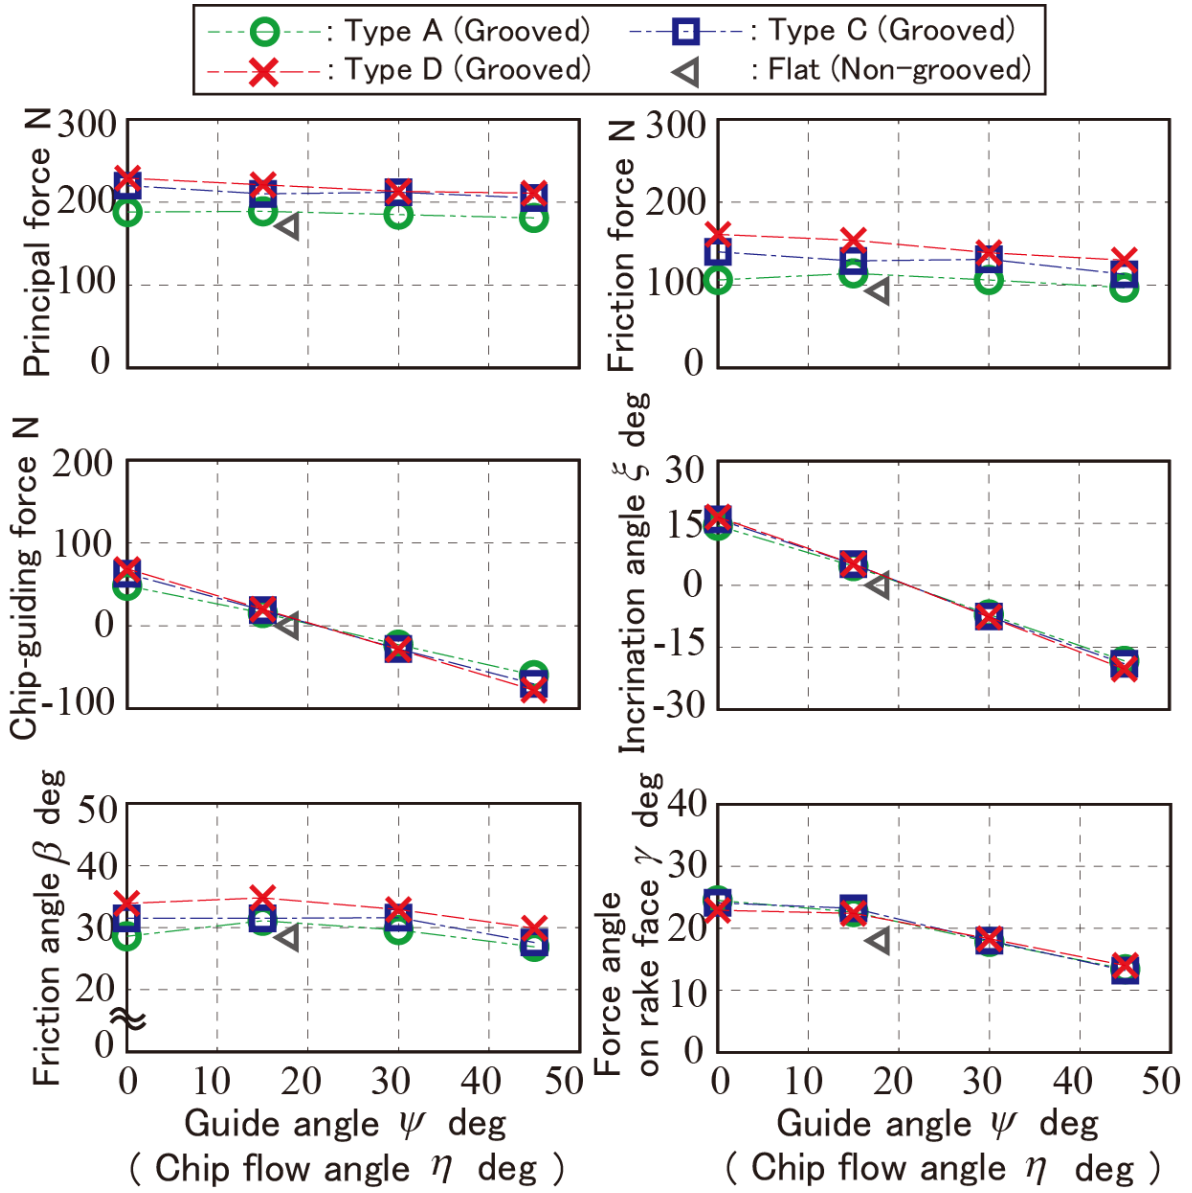 : Type A (Grooved)
: Type C (Grooved)
: Type D (Grooved)
: Flat (Non-grooved)
Principal force N
300
200
100
0
Friction force N
300
200
100
0
Chip-guiding force N
200
100
0
-100
Incrination angle ξ deg
30
15
0
-15
-30
Friction angle β deg
50
40
30
20
0
0 10 20 30 40 50
Guide angle ψ deg
( Chip flow angle η deg )
Force angle
on rake face γ deg
40
30
20
10
0
0 10 20 30 40 50
Guide angle ψ deg
( Chip flow angle η deg )